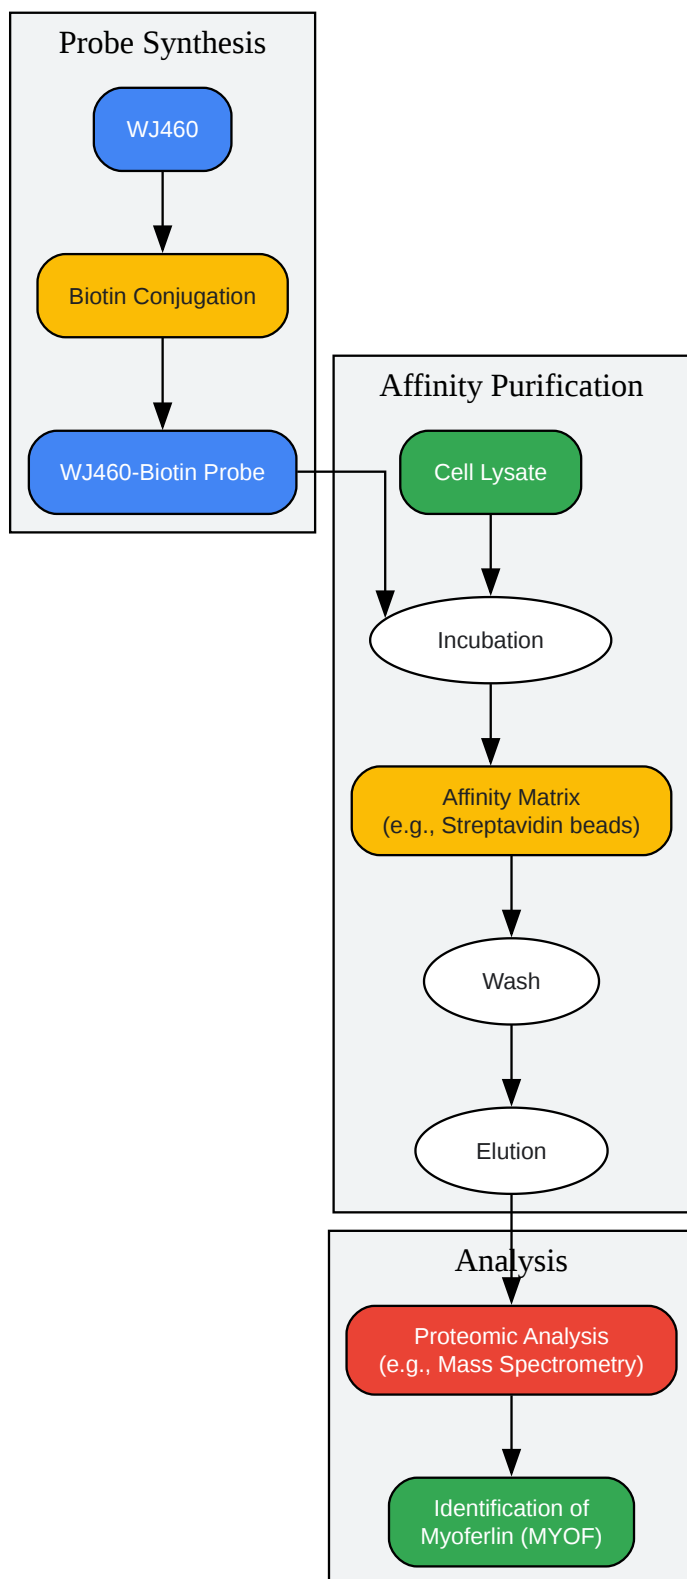 Probe Synthesis
WJ460
Biotin Conjugation
WJ460-Biotin Probe
Affinity Purification
Cell Lysate
Incubation
Affinity Matrix
(e.g., Streptavidin beads)
Wash
Elution
Analysis
Proteomic Analysis
(e.g., Mass Spectrometry)
Identification of
Myoferlin (MYOF)